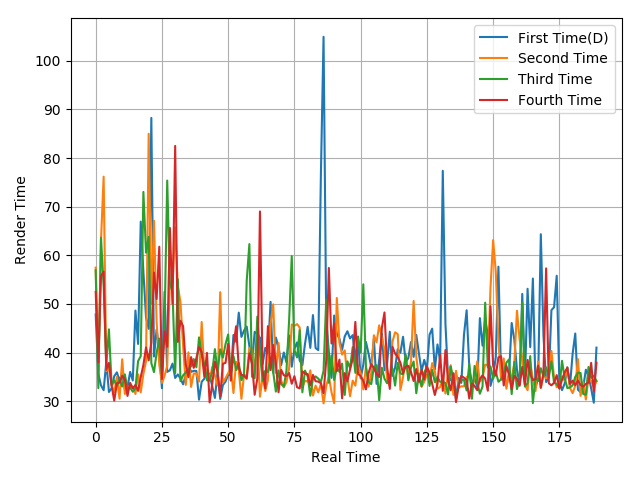 First Time(D)
Second Time
Third Time
Fourth Time
100
90
80
70
60
50
40
30
Render Time
0
25
50
75
100
125
150
175
Real Time